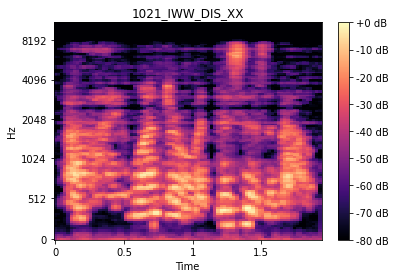 1021_IWW_DIS_XX
+0 dB
8192
-10 dB
4096
-20 dB
-30 dB
2048
Hz
-40 dB
1024
-50 dB
512
-60 dB
-70 dB
0
-80 dB
0 0.5 1 1.5
Time